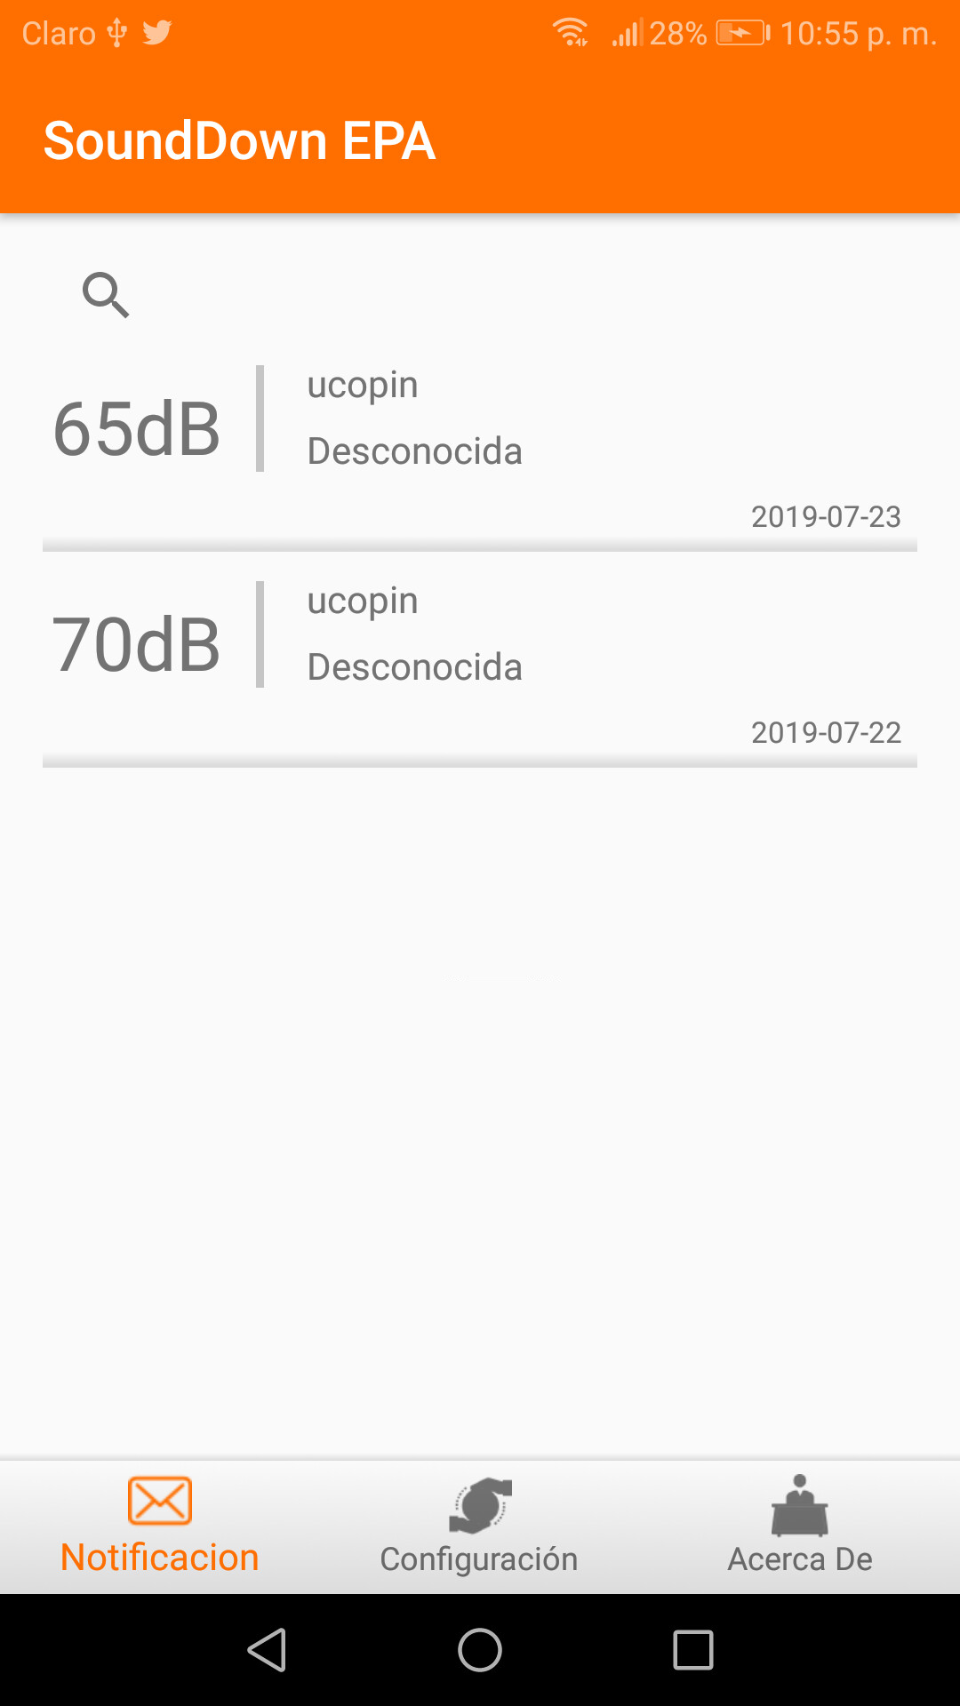 Claro 28% 10:55 p. m.
SoundDown EPA
65dB
ucopin
Desconocida
2019-07-23
70dB
ucopin
Desconocida
2019-07-22
Notificacion Configuración Acerca De